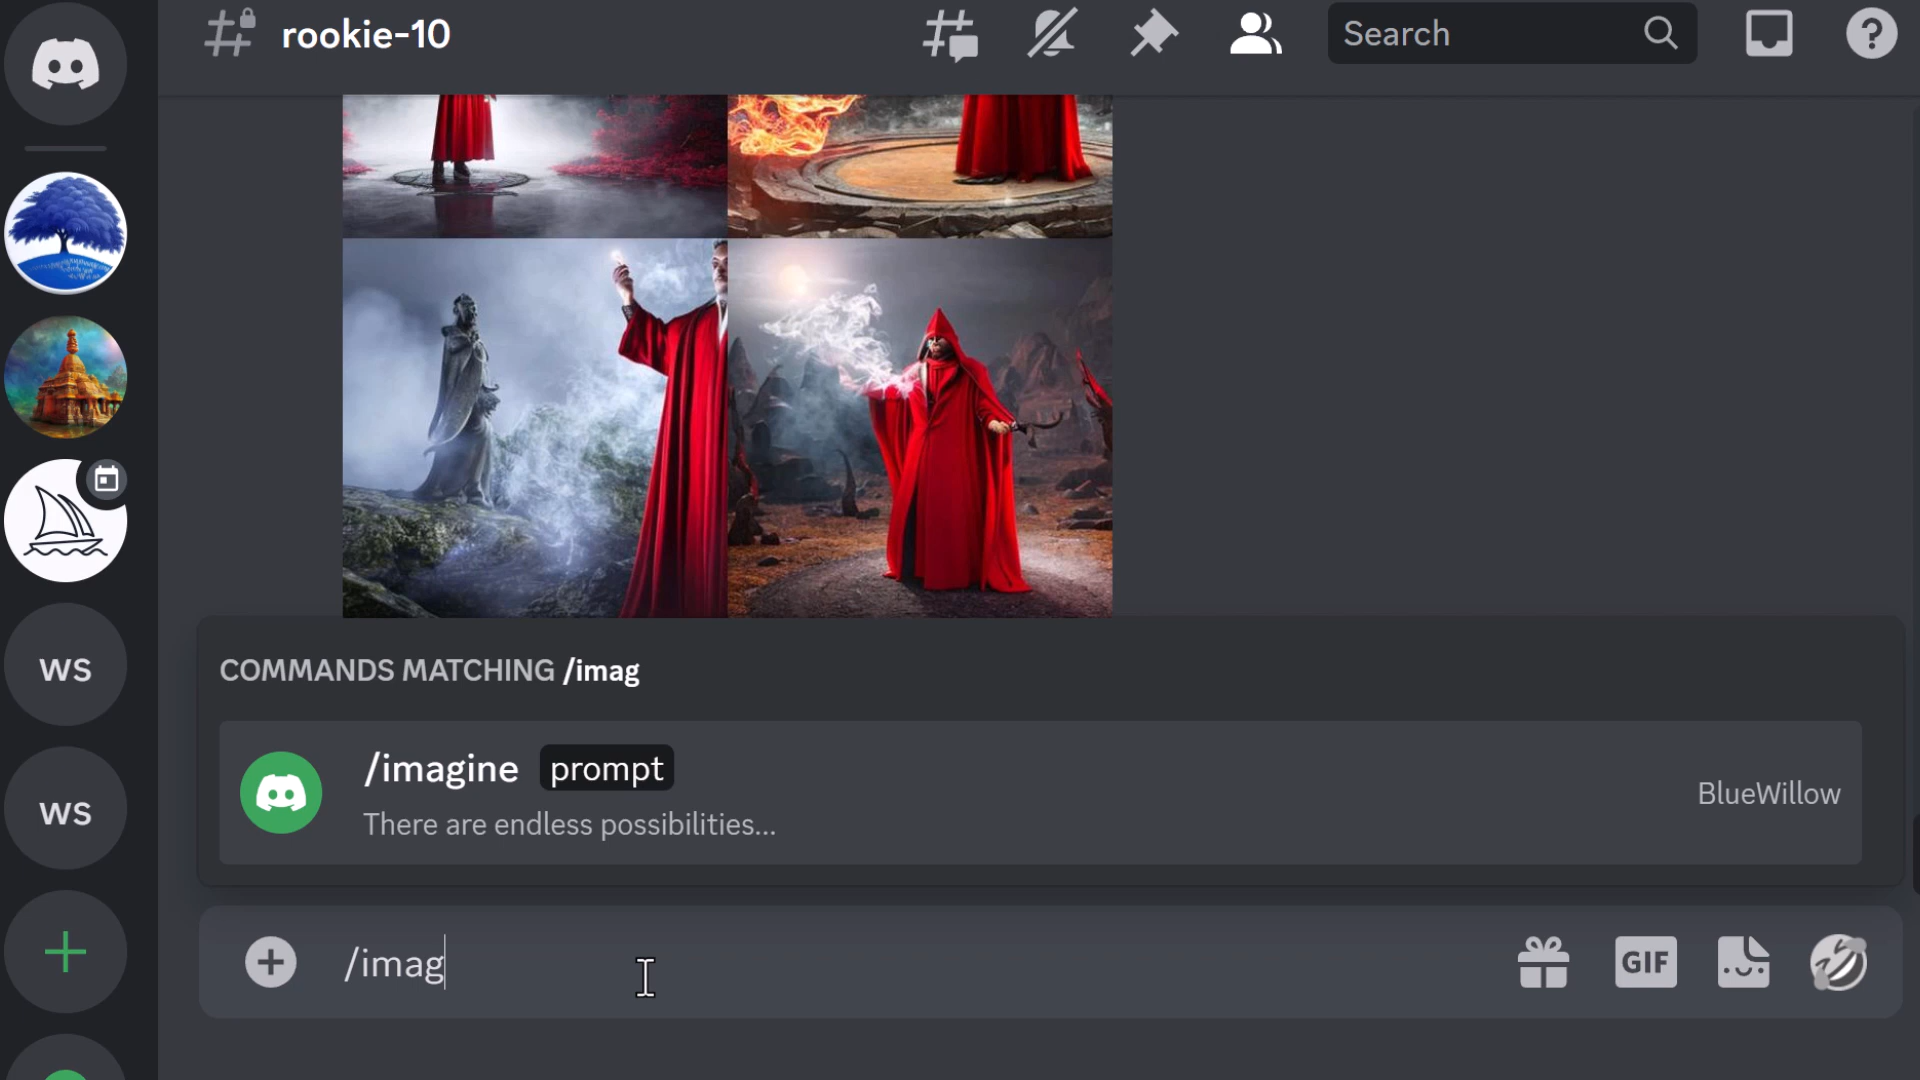 rookie-10
Search
COMMANDS MATCHING /imag
/imagine prompt
There are endless possibilities...
BlueWillow
/imag
GIF
WS
WS